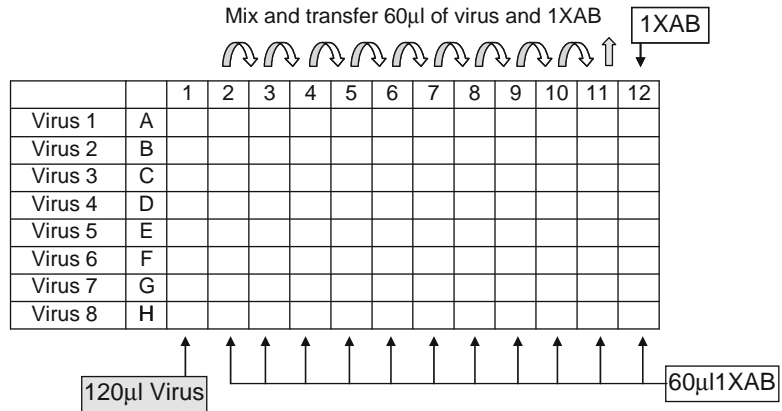 Mix and transfer 60μl of virus and 1XAB
1XAB
1 2 3 4 5 6 7 8 9 10 11 12
Virus 1 A
Virus 2 B
Virus 3 C
Virus 4 D
Virus 5 E
Virus 6 F
Virus 7 G
Virus 8 H
120μl Virus
60μl1XAB